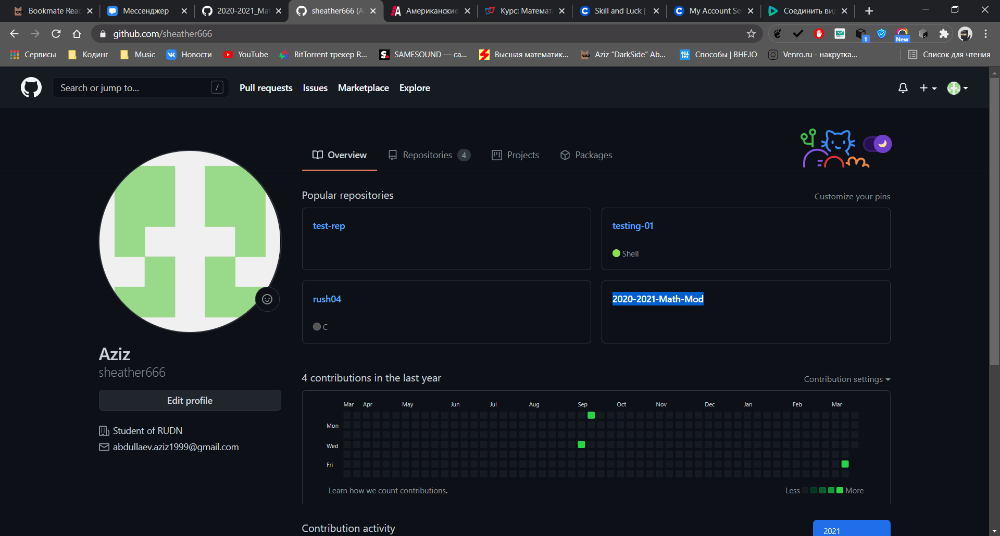 Bookmate Rea
Мессенджер
2020-2021_Ma
sheather666 (A
Американские
Курс: Математ
Skill and Luck |
My Account Se
Соединить ви
github.com/sheather666
1
New
Сервисы
Кодинг
Music
Новости
YouTube
BitTorrent трекер R...
SAMESOUND — са...
Высшая математик...
Aziz "DarkSide" Ab...
Способы | BHF.IO
Venro.ru - накрутка...
Список для чтения
Search or jump to...
/
Pull requests
Issues
Marketplace
Explore
Overview
Repositories 4
Projects
Packages
Popular repositories
Customize your pins
test-rep
testing-01
Shell
rush04
C
2020-2021-Math-Mod
Aziz
sheather666
Edit profile
Student of RUDN
abdullaev.aziz1999@gmail.com
4 contributions in the last year
Contribution settings
Mar Apr May Jun Jul Aug Sep Oct Nov Dec Jan Feb Mar
Mon
Wed
Fri
Learn how we count contributions.
Less
More
Contribution activity
2021